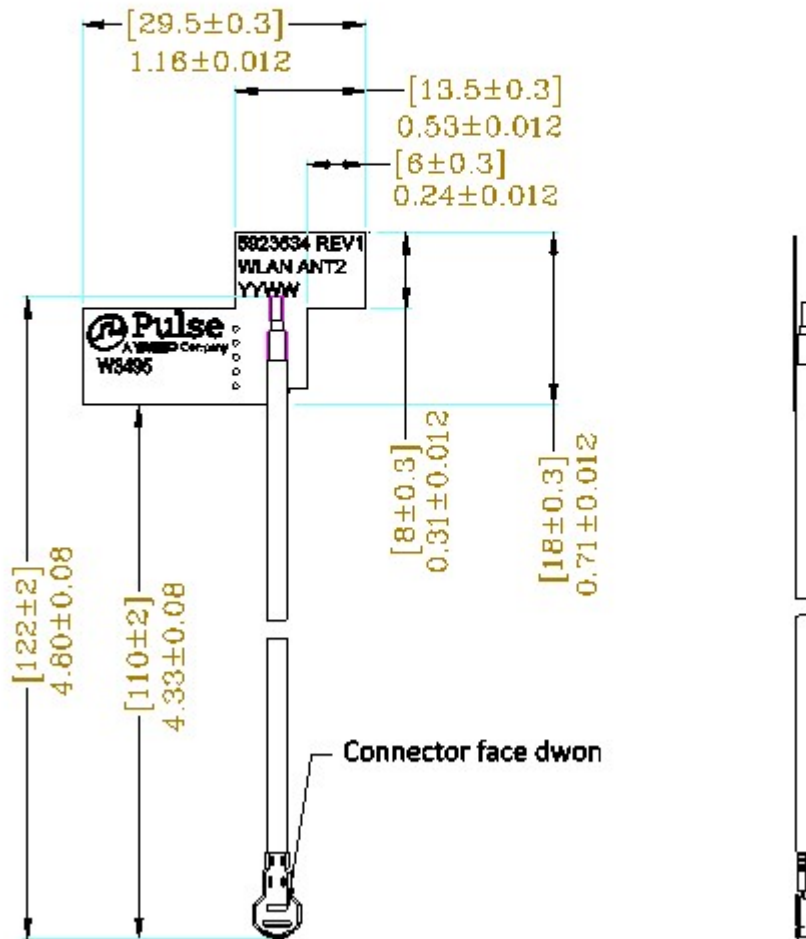 [29.5±0.3]
1.16±0.012
[13.5±0.3]
0.53±0.012
[6±0.3]
0.24±0.012
5923634 REV1
WLAN ANT2
YYWW
Pulse
A YAGEO Company
W3495
[8±0.3]
0.31±0.012
[18±0.3]
0.71±0.012
[122±2]
4.80±0.08
[110±2]
4.33±0.08
Connector face dwon